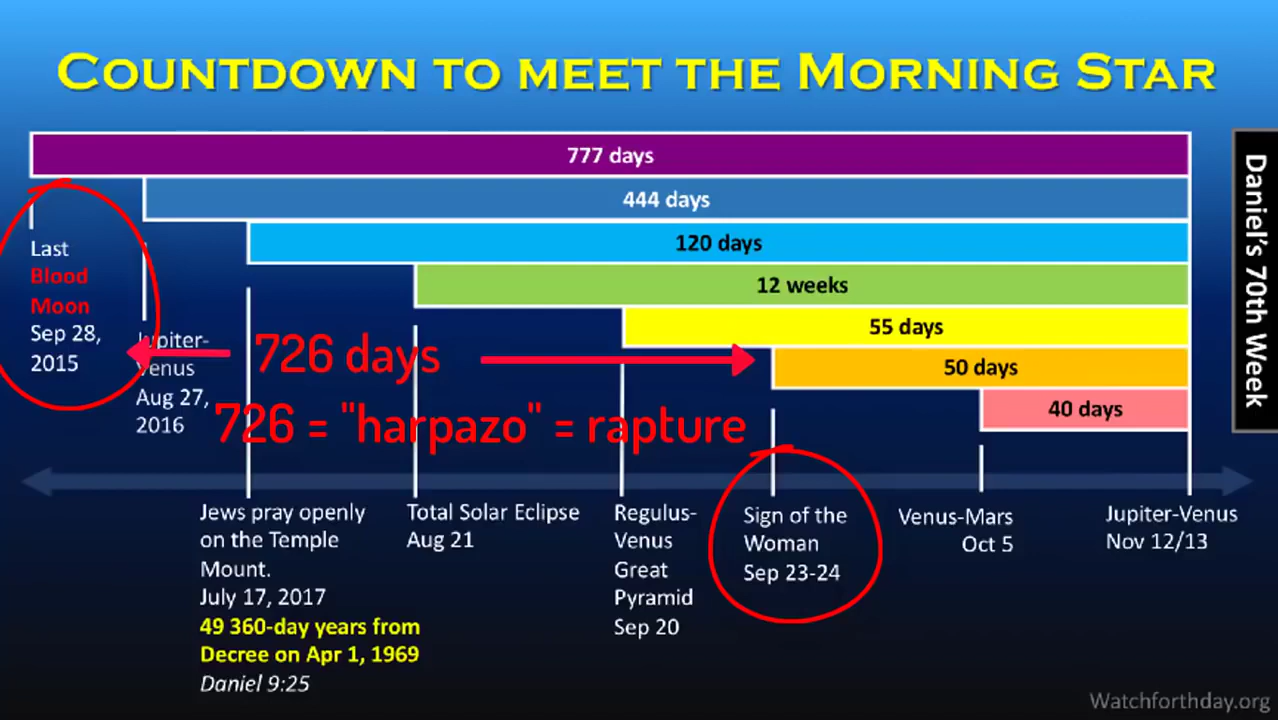 COUNTDOWN TO MEET THE MORNING STAR
777 days
444 days
120 days
12 weeks
55 days
50 days
40 days
Daniel's 70th Week
Last
Blood
Moon
Sep 28,
2015
Jupiter-
Venus
Aug 27,
2016
726 days
726 = "harpazo" = rapture
Jews pray openly
on the Temple
Mount.
July 17, 2017
49 360-day years from
Decree on Apr 1, 1969
Daniel 9:25
Total Solar Eclipse
Aug 21
Regulus-
Venus
Great
Pyramid
Sep 20
Sign of the
Woman
Sep 23-24
Venus-Mars
Oct 5
Jupiter-Venus
Nov 12/13
Watchforthday.org